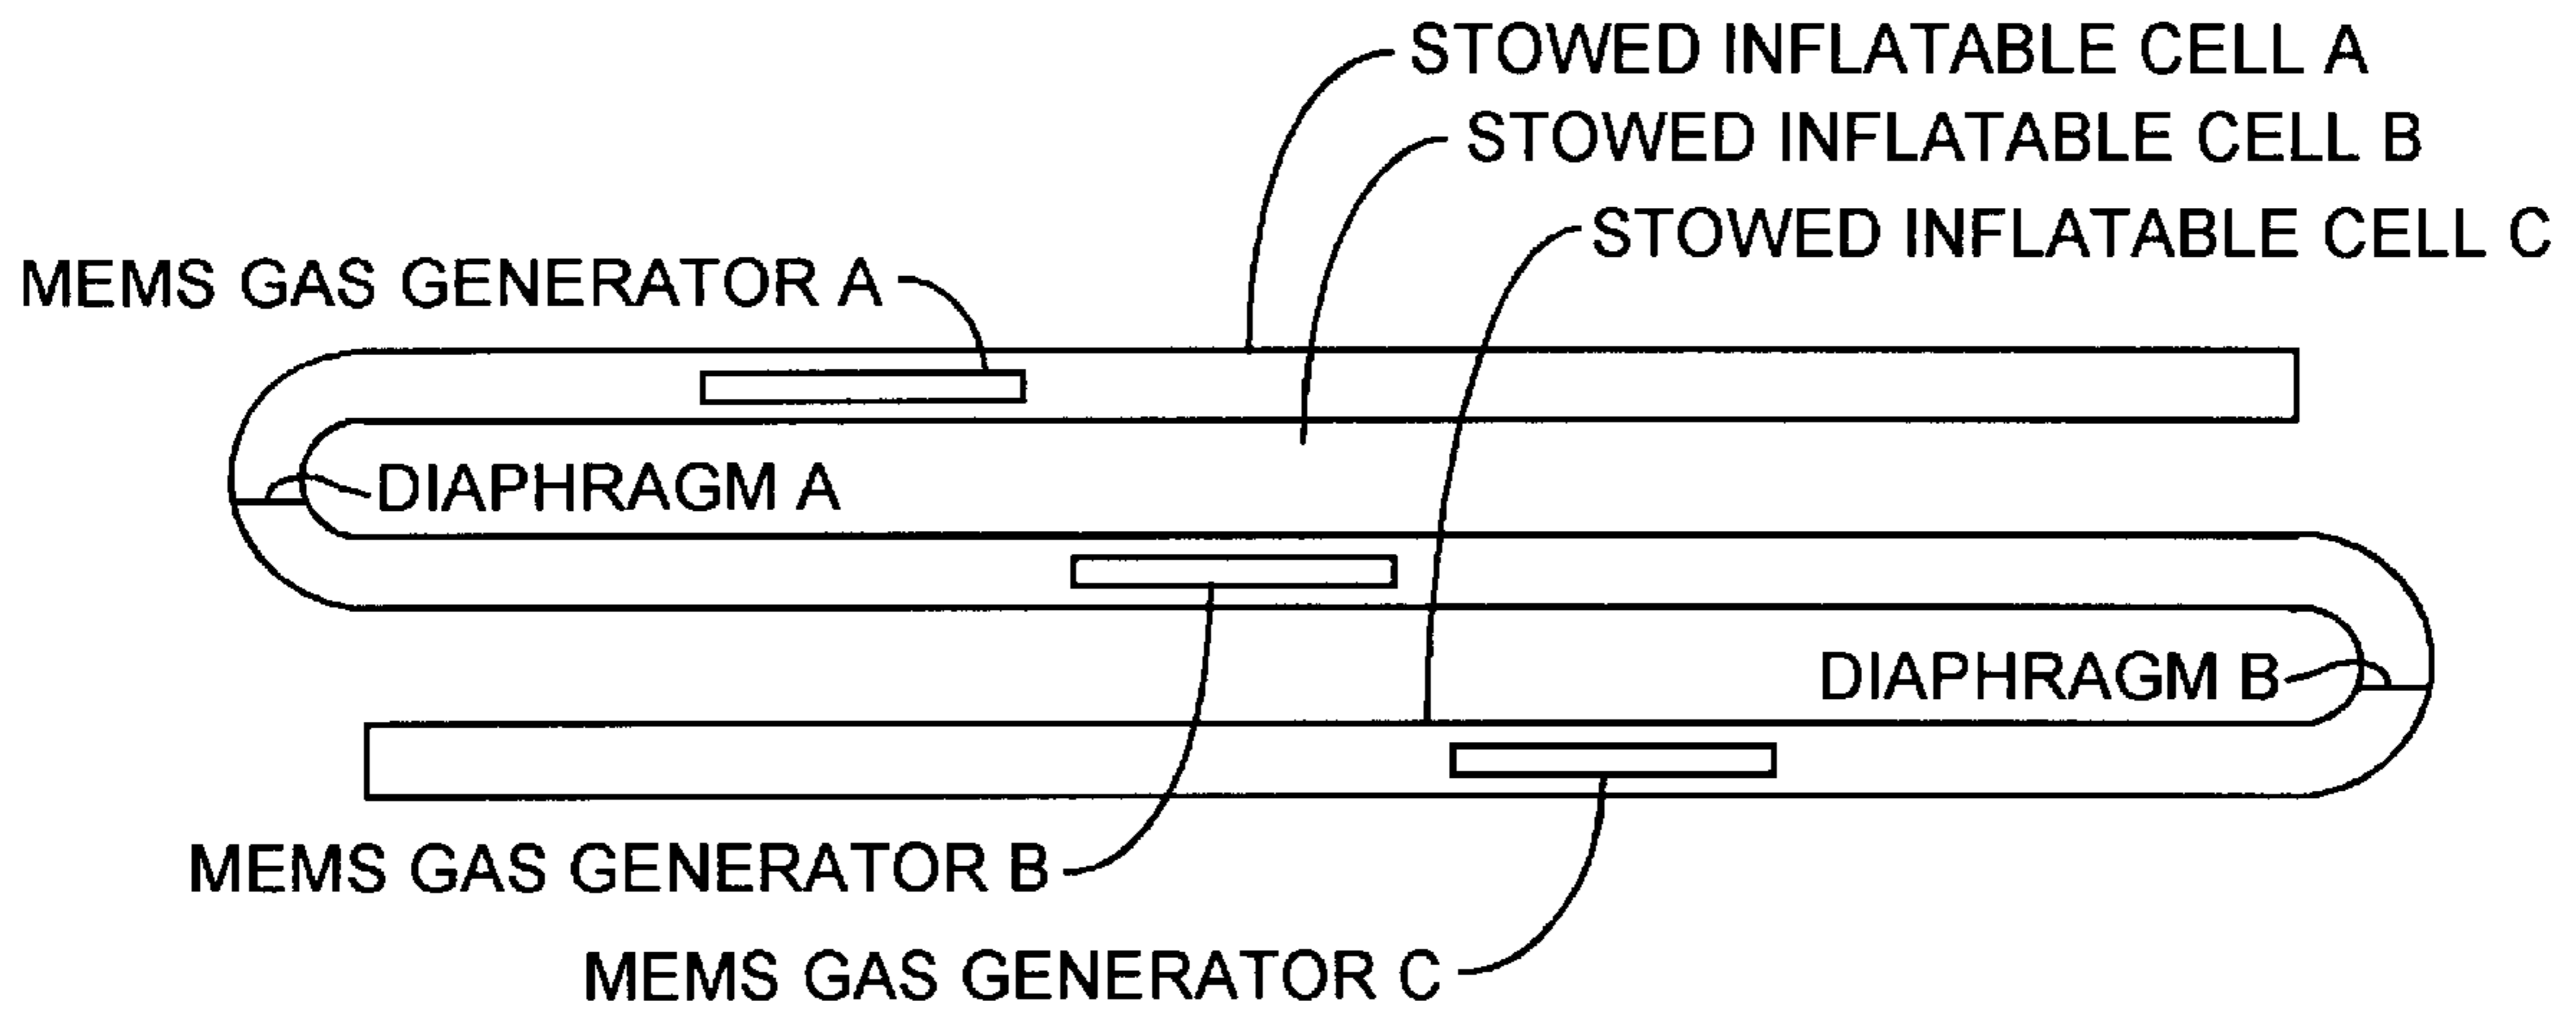 STOWED INFLATABLE CELL A
STOWED INFLATABLE CELL B
STOWED INFLATABLE CELL C
MEMS GAS GENERATOR A
DIAPHRAGM A
DIAPHRAGM B
MEMS GAS GENERATOR B
MEMS GAS GENERATOR C